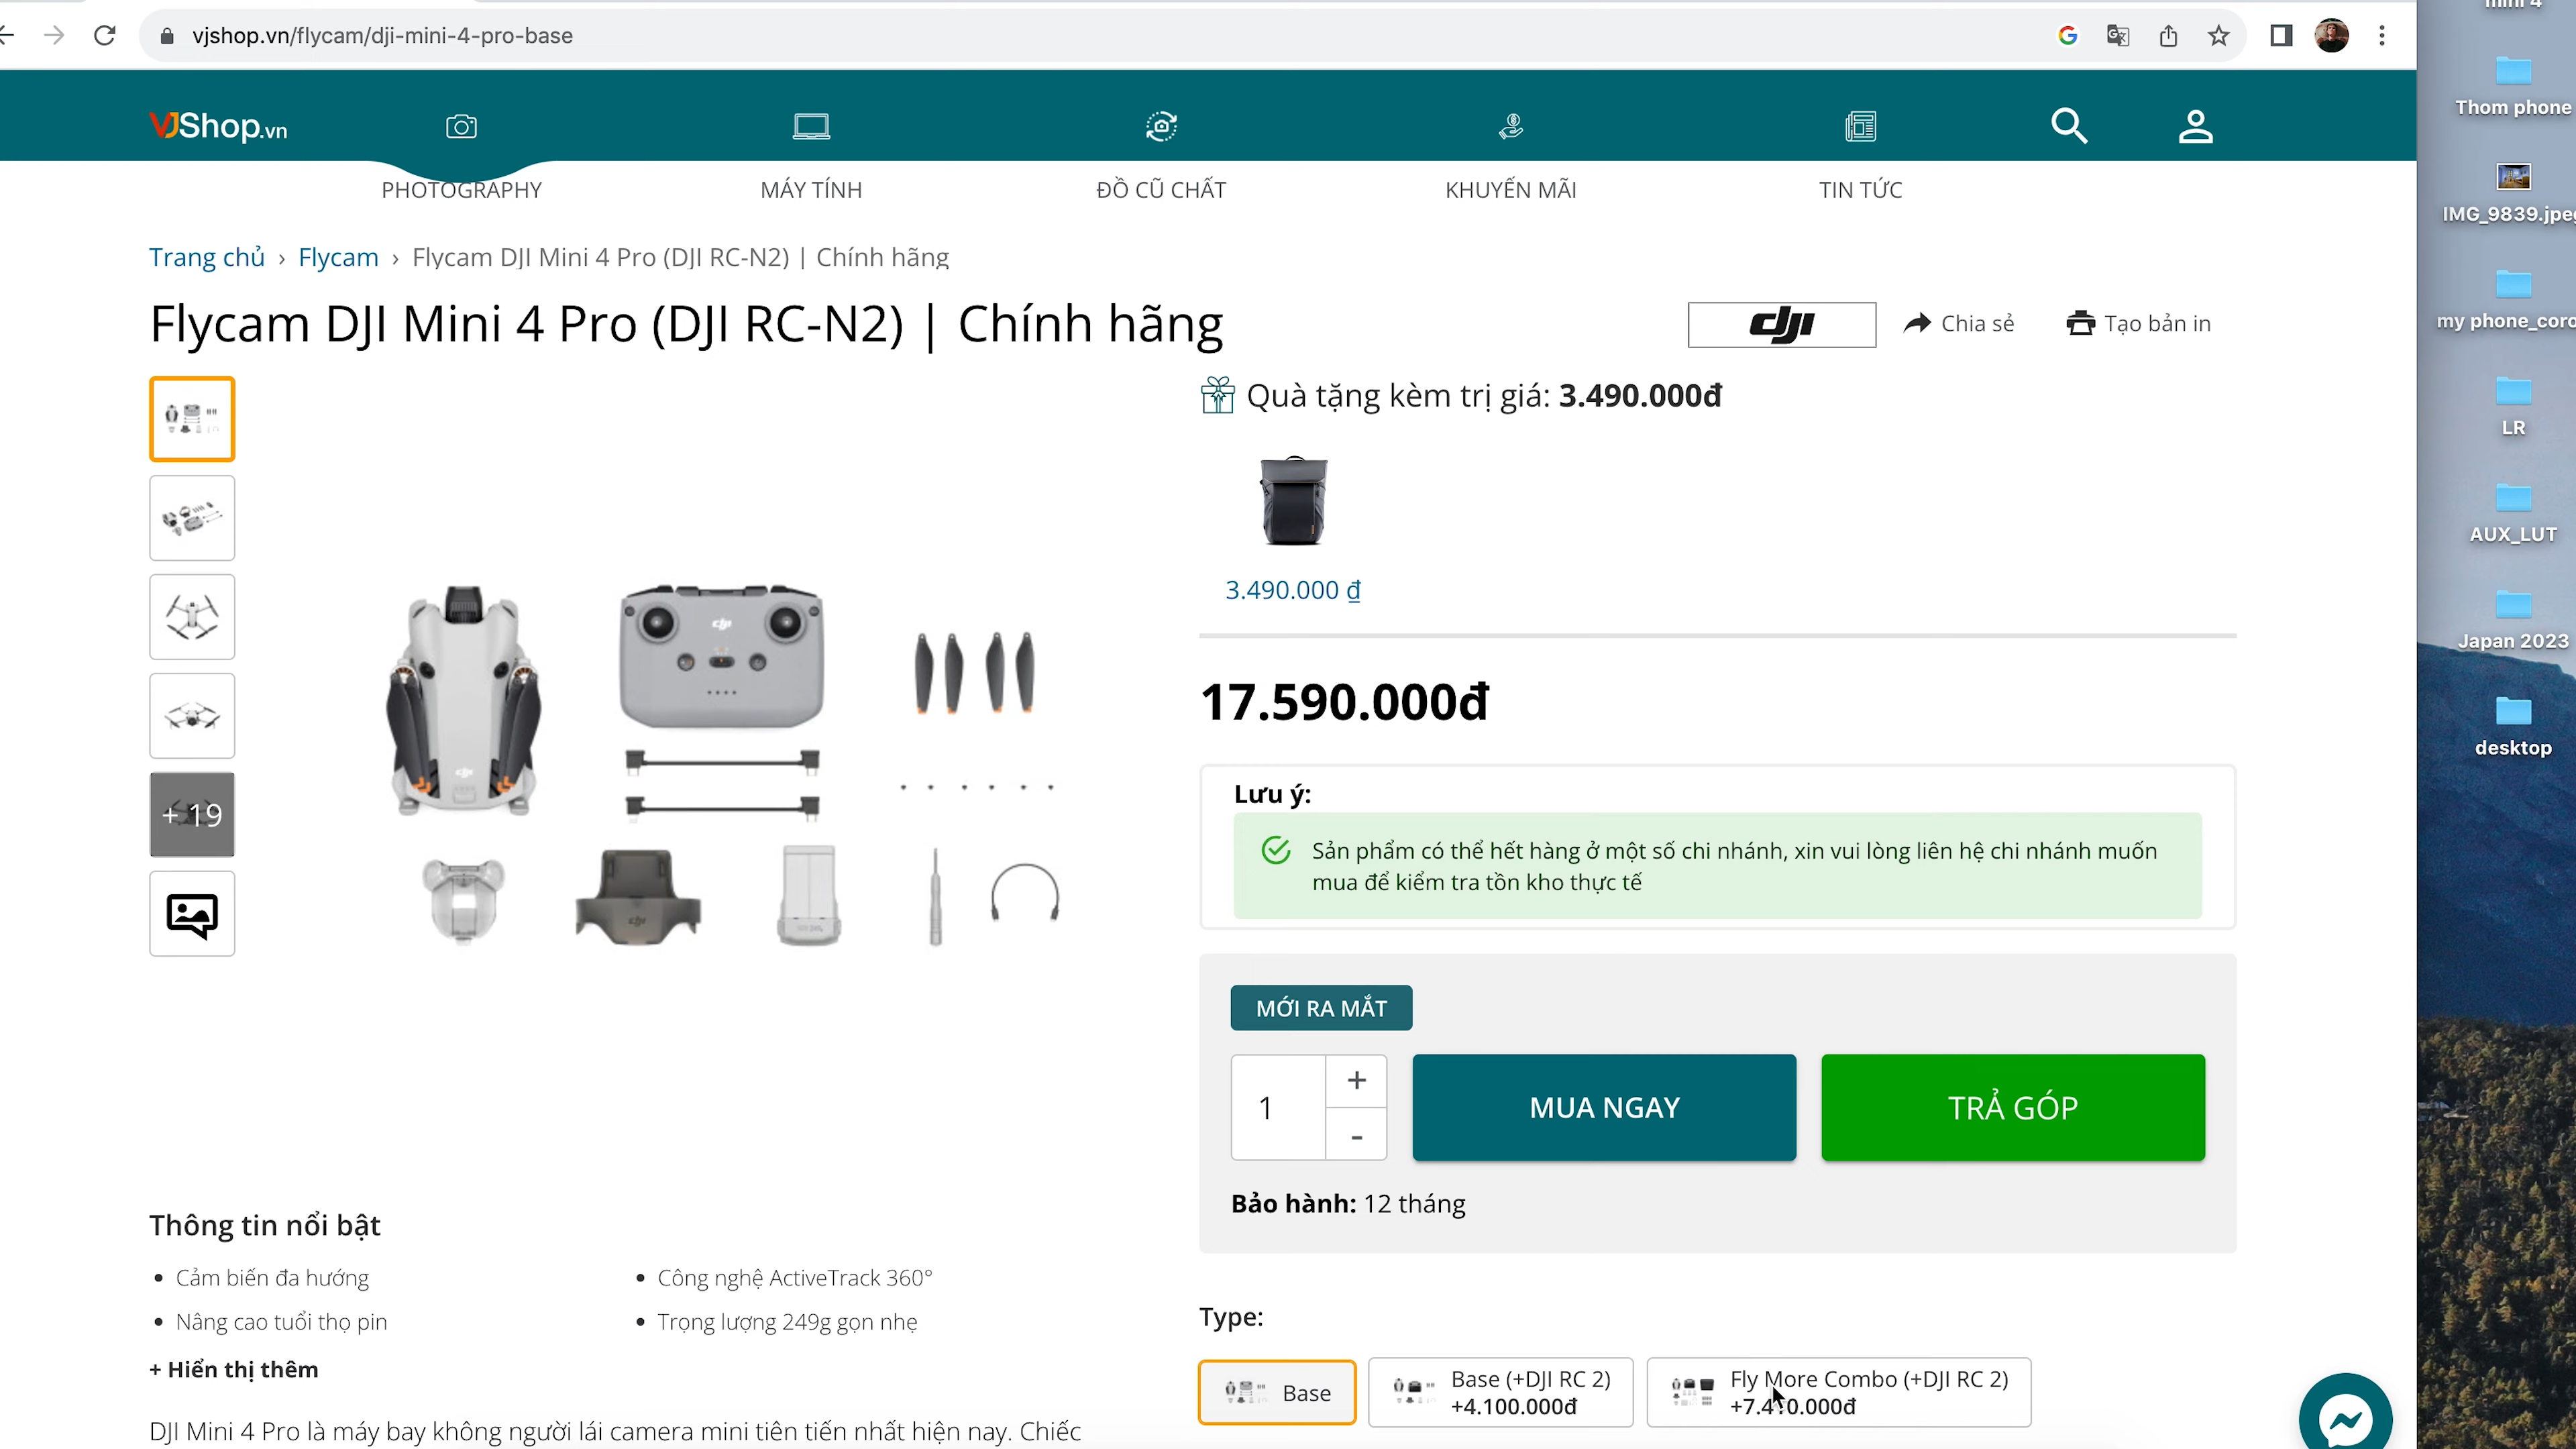 vjshop.vn/flycam/dji-mini-4-pro-base
VJShop.vn
PHOTOGRAPHY
MÁY TÍNH
ĐỒ CŨ CHẤT
KHUYẾN MÃI
TIN TỨC
Trang chủ › Flycam › Flycam DJI Mini 4 Pro (DJI RC-N2) | Chính hãng
Flycam DJI Mini 4 Pro (DJI RC-N2) | Chính hãng
dji
Chia sẻ
Tạo bản in
+ 19
Quà tặng kèm trị giá: 3.490.000đ
3.490.000 ₫
17.590.000đ
Lưu ý:
Sản phẩm có thể hết hàng ở một số chi nhánh, xin vui lòng liên hệ chi nhánh muốn
mua để kiểm tra tồn kho thực tế
MỚI RA MẮT
1
+
-
MUA NGAY
TRẢ GÓP
Bảo hành: 12 tháng
Thông tin nổi bật
• Cảm biến đa hướng
• Công nghệ ActiveTrack 360°
• Nâng cao tuổi thọ pin
• Trọng lượng 249g gọn nhẹ
+ Hiển thị thêm
DJI Mini 4 Pro là máy bay không người lái camera mini tiên tiến nhất hiện nay. Chiếc
Type:
Base
Base (+DJI RC 2)
+4.100.000đ
Fly More Combo (+DJI RC 2)
mini 4
Thom phone
IMG_9839.jpeg
my phone_coro
LR
AUX_LUT
Japan 2023
desktop